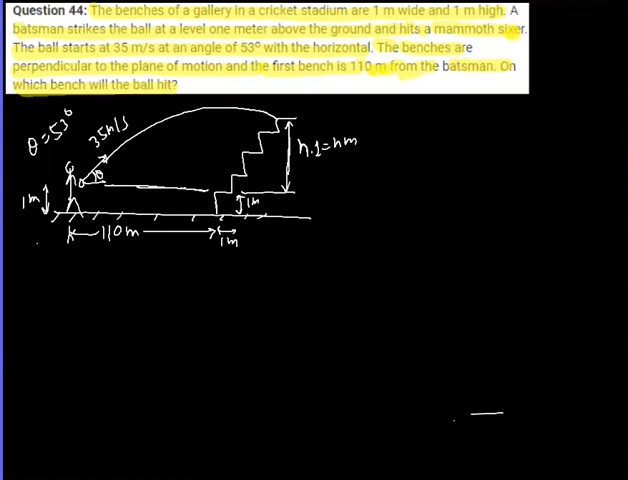 Question 44: The benches of a gallery in a cricket stadium are 1 m wide and 1 m high. A
batsman strikes the ball at a level one meter above the ground and hits a mammoth sixer.
The ball starts at 35 m/s at an angle of 53° with the horizontal. The benches are
perpendicular to the plane of motion and the first bench is 110 m from the batsman. On
which bench will the ball hit?
θ=53°
35m/s
n.1=nm
θ
1m
1m
110m
1m